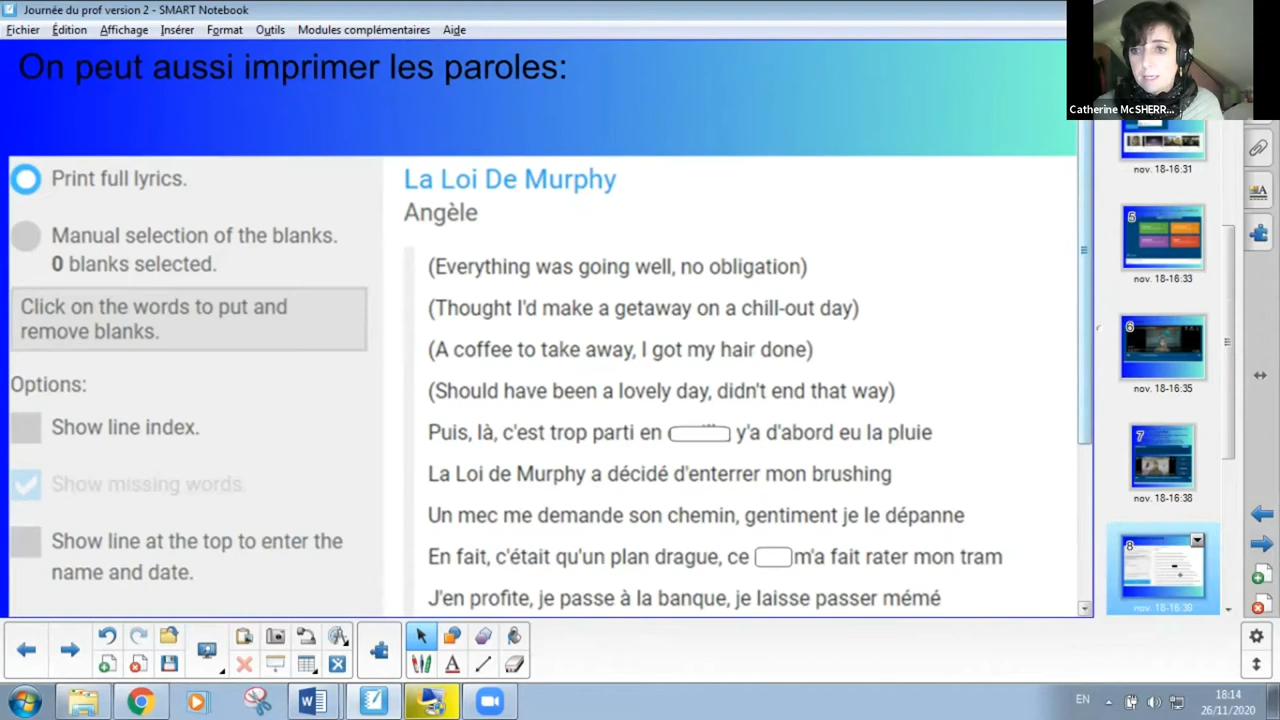 Journée du prof version 2 - SMART Notebook
Fichier Édition Affichage Insérer Format Outils Modules complémentaires Aide
Catherine McSHERR...
On peut aussi imprimer les paroles:
Print full lyrics.
Manual selection of the blanks.
0 blanks selected.
Click on the words to put and
remove blanks.
Options:
Show line index.
Show missing words.
Show line at the top to enter the
name and date.
La Loi De Murphy
Angèle
(Everything was going well, no obligation)
(Thought I'd make a getaway on a chill-out day)
(A coffee to take away, I got my hair done)
(Should have been a lovely day, didn't end that way)
Puis, là, c'est trop parti en y'a d'abord eu la pluie
La Loi de Murphy a décidé d'enterrer mon brushing
Un mec me demande son chemin, gentiment je le dépanne
En fait, c'était qu'un plan drague, ce m'a fait rater mon tram
J'en profite, je passe à la banque, je laisse passer mémé
nov. 18-16:31
5
nov. 18-16:33
6
nov. 18-16:35
7
nov. 18-16:38
8
nov. 18-16:39
EN
18:14
26/11/2020